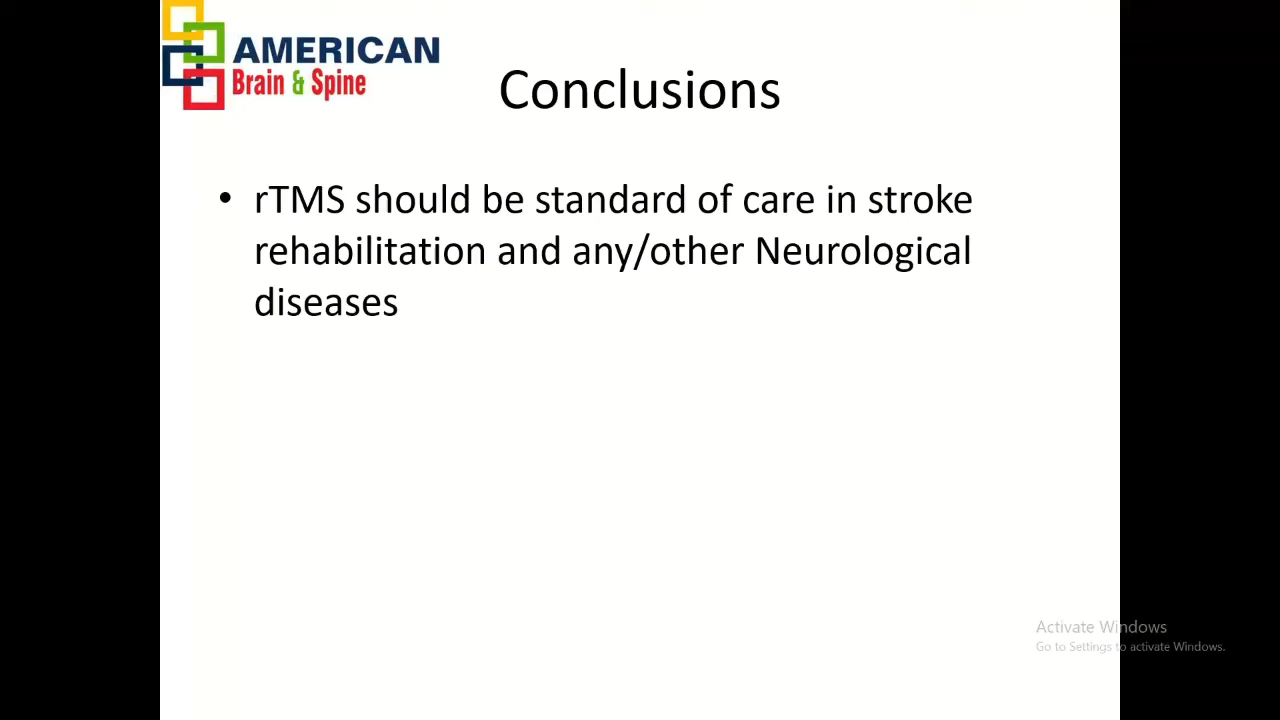 AMERICAN
Brain & Spine
Conclusions
• rTMS should be standard of care in stroke
rehabilitation and any/other Neurological
diseases
Activate Windows
Go to Settings to activate Windows.